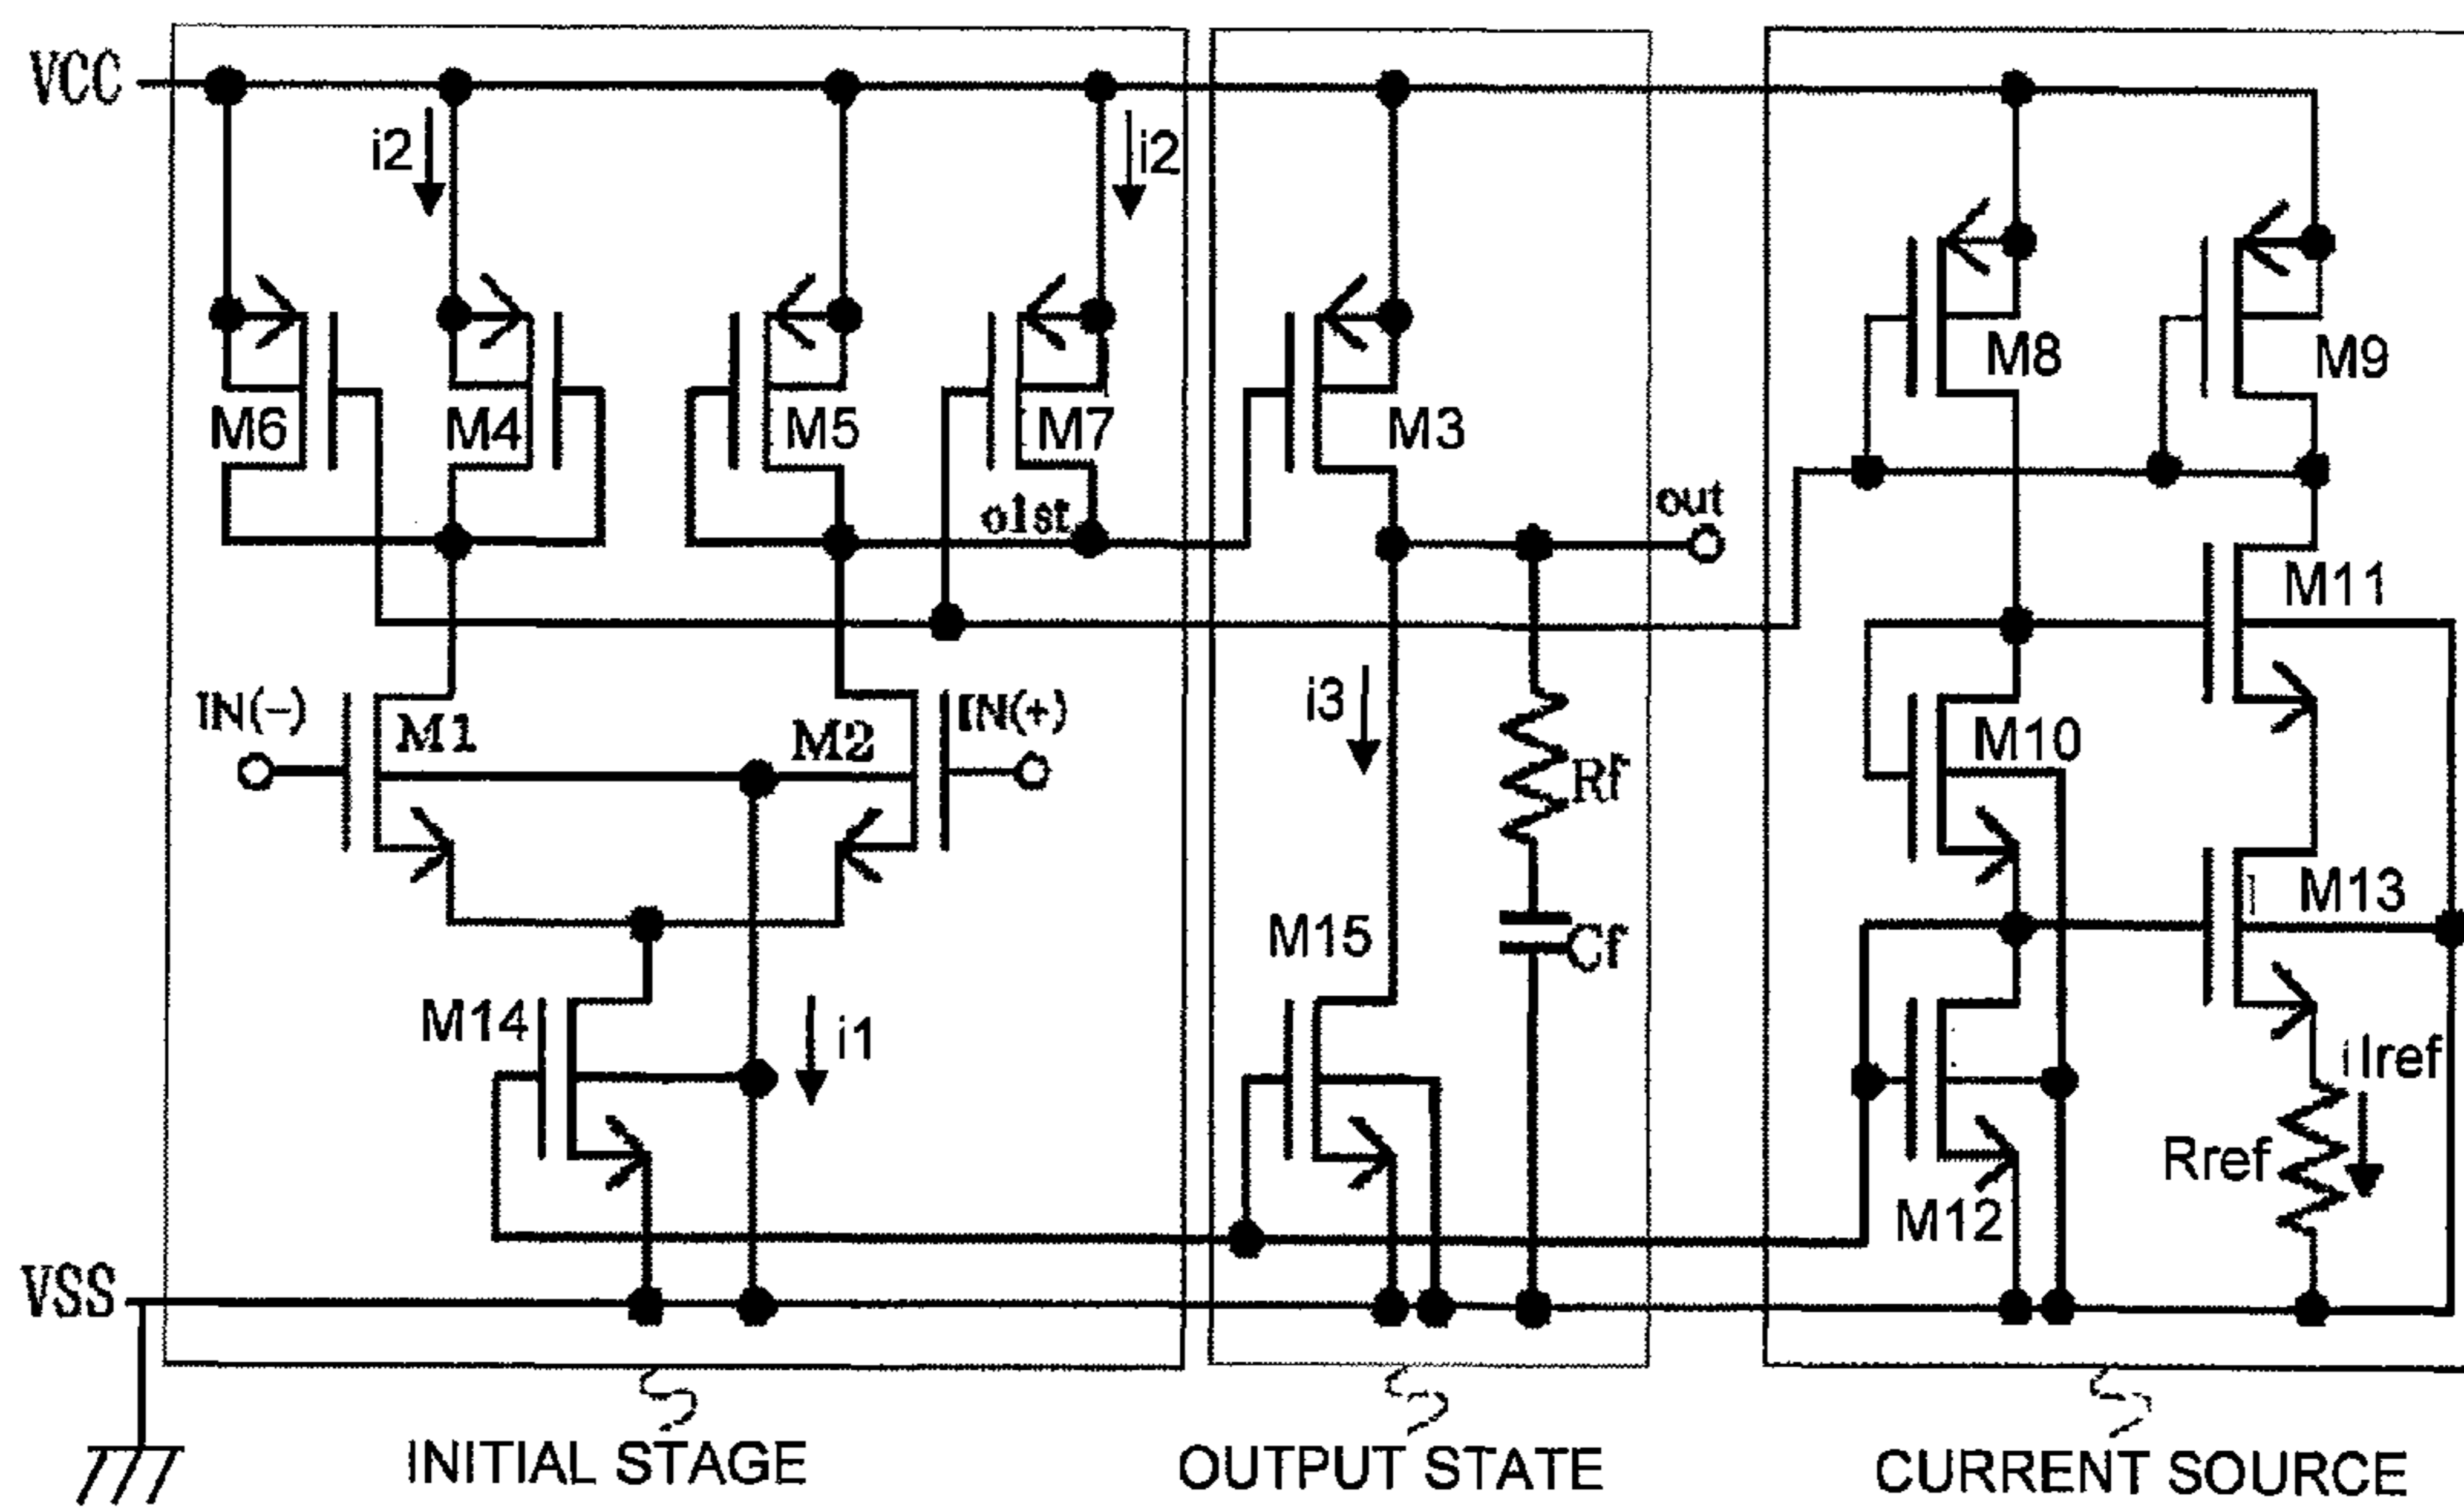 VCC
i2
i2
M6
M4
M5
M7
M3
M8
M9
o1st
out
M11
IN(-)
M1
M2
IN(+)
i3
Rf
M10
M15
Cf
M13
M14
i1
Iref
Rref
M12
VSS
INITIAL STAGE
OUTPUT STATE
CURRENT SOURCE